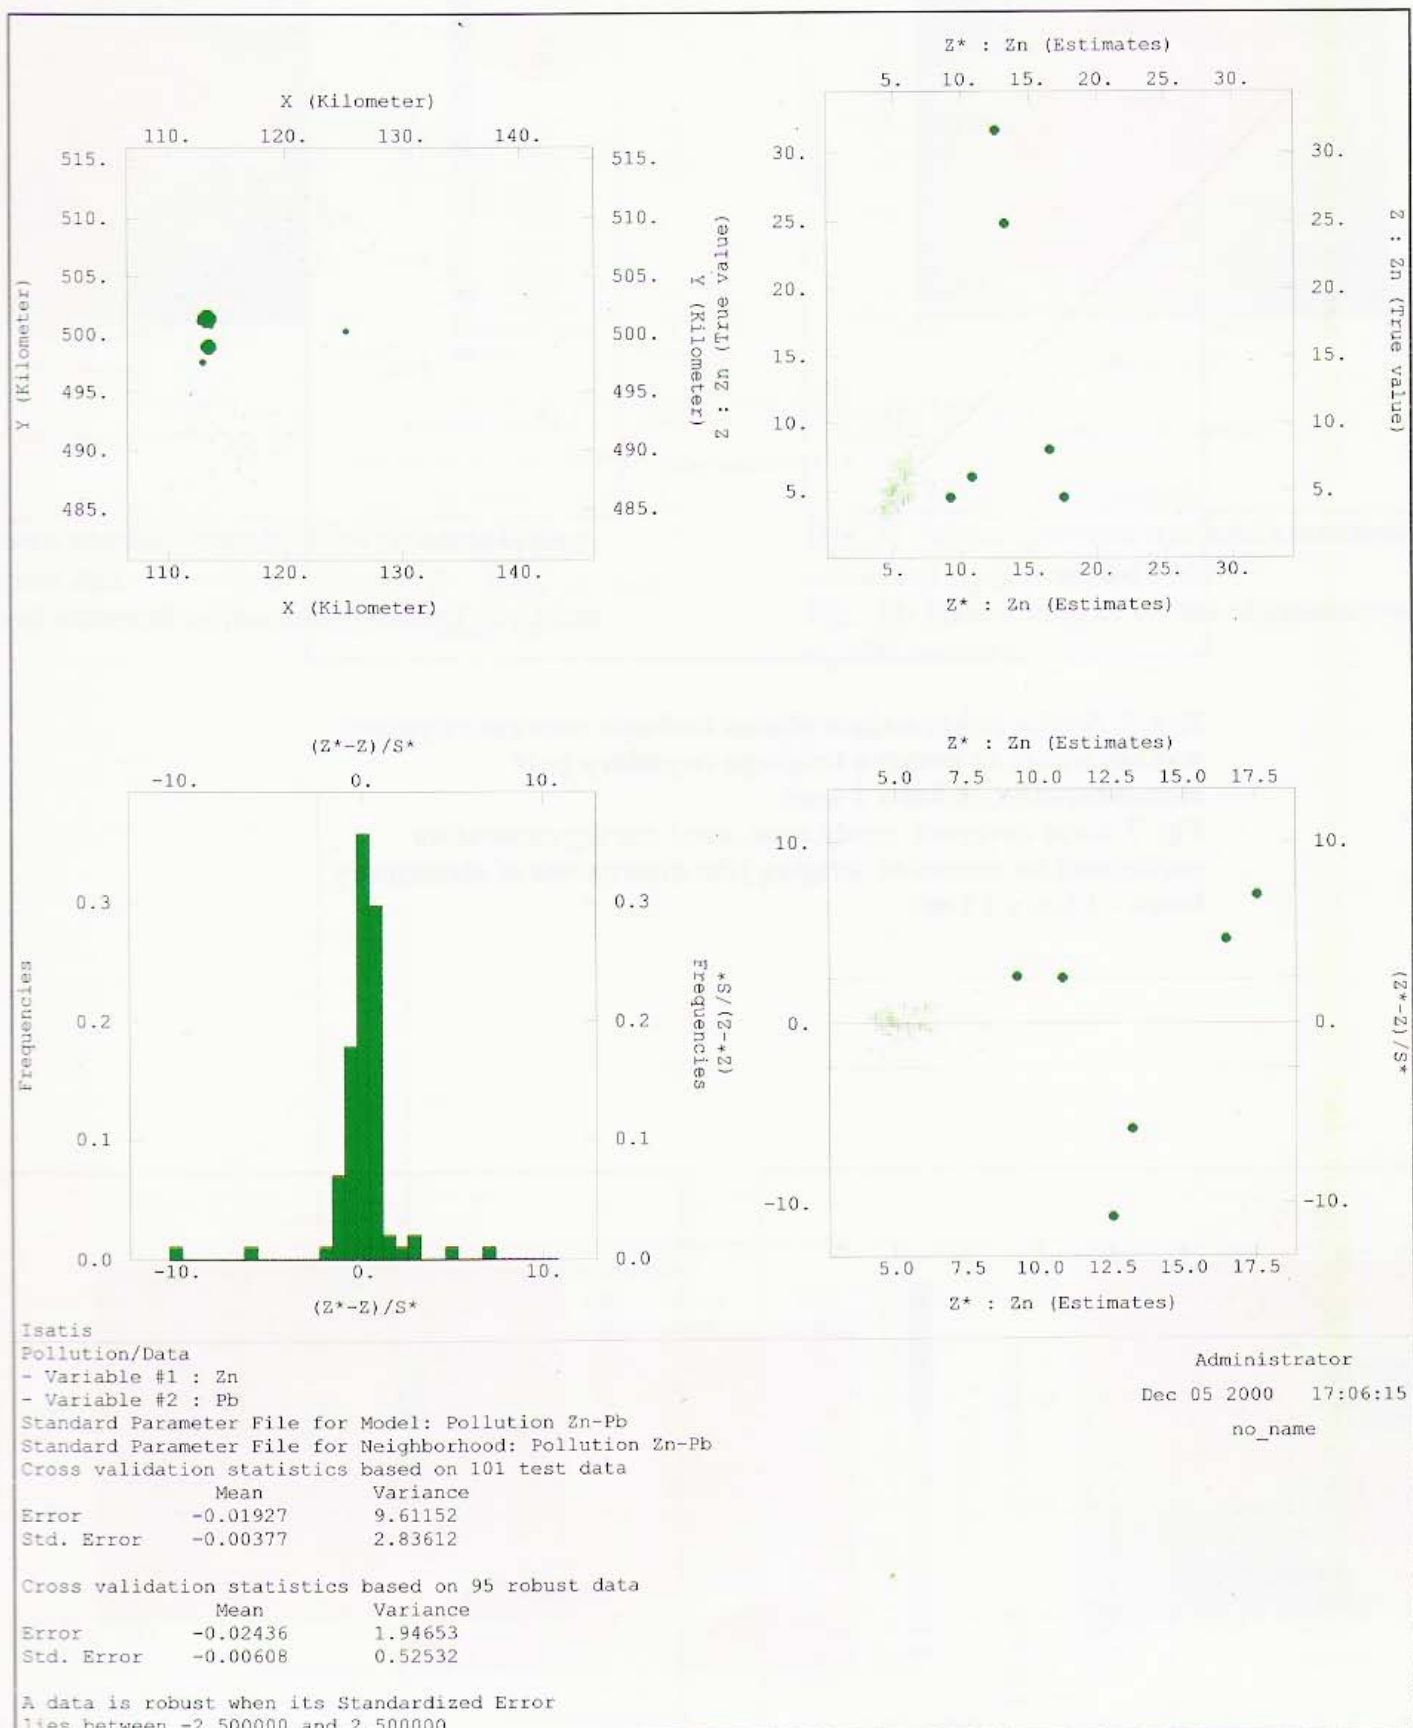 X (Kilometer)
110. 120. 130. 140.
515. 515.
510. 510.
505. 505.
500. 500.
495. 495.
490. 490.
485. 485.
Y (Kilometer)
Y (Kilometer)
110. 120. 130. 140.
X (Kilometer)
Z* : Zn (Estimates)
5. 10. 15. 20. 25. 30.
30. 30.
25. 25.
20. 20.
15. 15.
10. 10.
5. 5.
Z : Zn (True value)
Z : Zn (True value)
5. 10. 15. 20. 25. 30.
Z* : Zn (Estimates)
(Z*-Z)/S*
-10. 0. 10.
0.3 0.3
0.2 0.2
0.1 0.1
0.0 0.0
Frequencies
Frequencies
-10. 0. 10.
(Z*-Z)/S*
Z* : Zn (Estimates)
5.0 7.5 10.0 12.5 15.0 17.5
10. 10.
0. 0.
-10. -10.
(Z*-Z)/S*
(Z*-Z)/S*
5.0 7.5 10.0 12.5 15.0 17.5
Z* : Zn (Estimates)
Isatis
Pollution/Data
- Variable #1 : Zn
- Variable #2 : Pb
Standard Parameter File for Model: Pollution Zn-Pb
Standard Parameter File for Neighborhood: Pollution Zn-Pb
Cross validation statistics based on 101 test data
Mean Variance
Error -0.01927 9.61152
Std. Error -0.00377 2.83612
Cross validation statistics based on 95 robust data
Mean Variance
Error -0.02436 1.94653
Std. Error -0.00608 0.52532
A data is robust when its Standardized Error
lies between -2.500000 and 2.500000
Administrator
Dec 05 2000 17:06:15
no_name